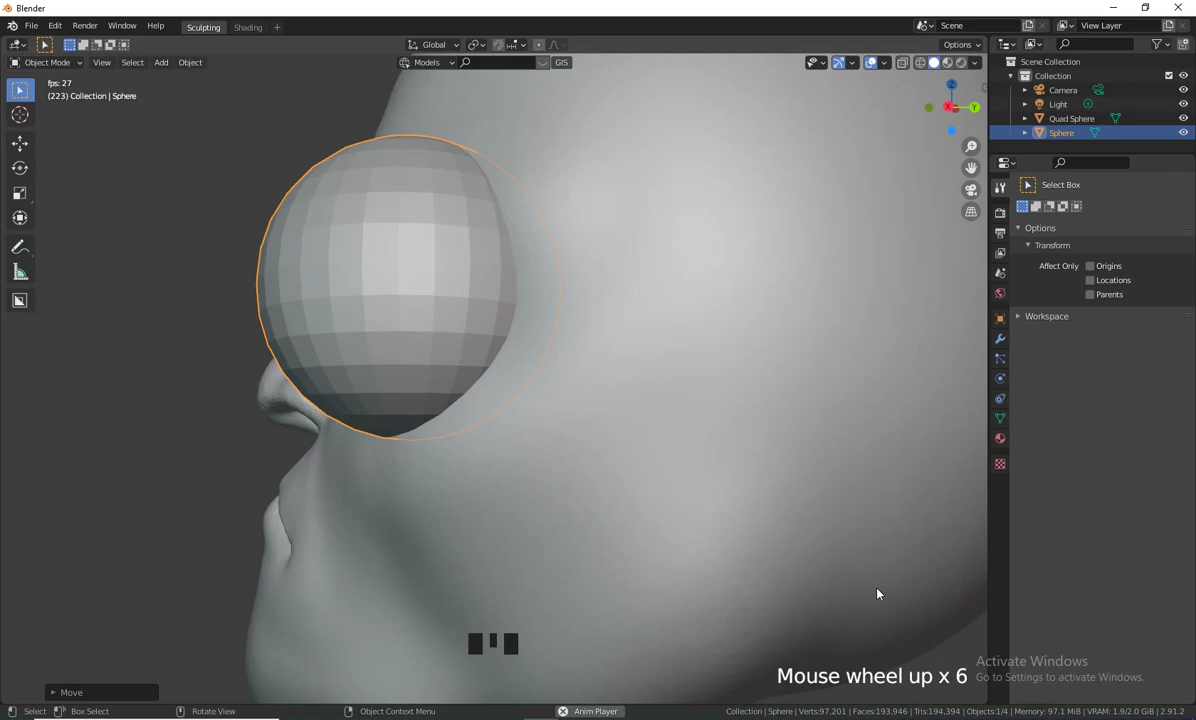 Blender
File Edit Render Window Help Sculpting Shading + Scene View Layer
Global Options
Object Mode View Select Add Object Models GIS
fps: 27
(223) Collection | Sphere
Z
X Y
Scene Collection
Collection
Camera
Light
Quad Sphere
Sphere
Select Box
Options
Transform
Affect Only Origins
Locations
Parents
Workspace
Mouse wheel up x 6
Activate Windows
Go to Settings to activate Windows.
Move
Select Box Select Rotate View Object Context Menu Anim Player Collection | Sphere | Verts:97,201 | Faces:193,946 | Tris:194,394 | Objects:1/4 | Memory: 97.1 MiB | VRAM: 1.9/2.0 GiB | 2.91.2